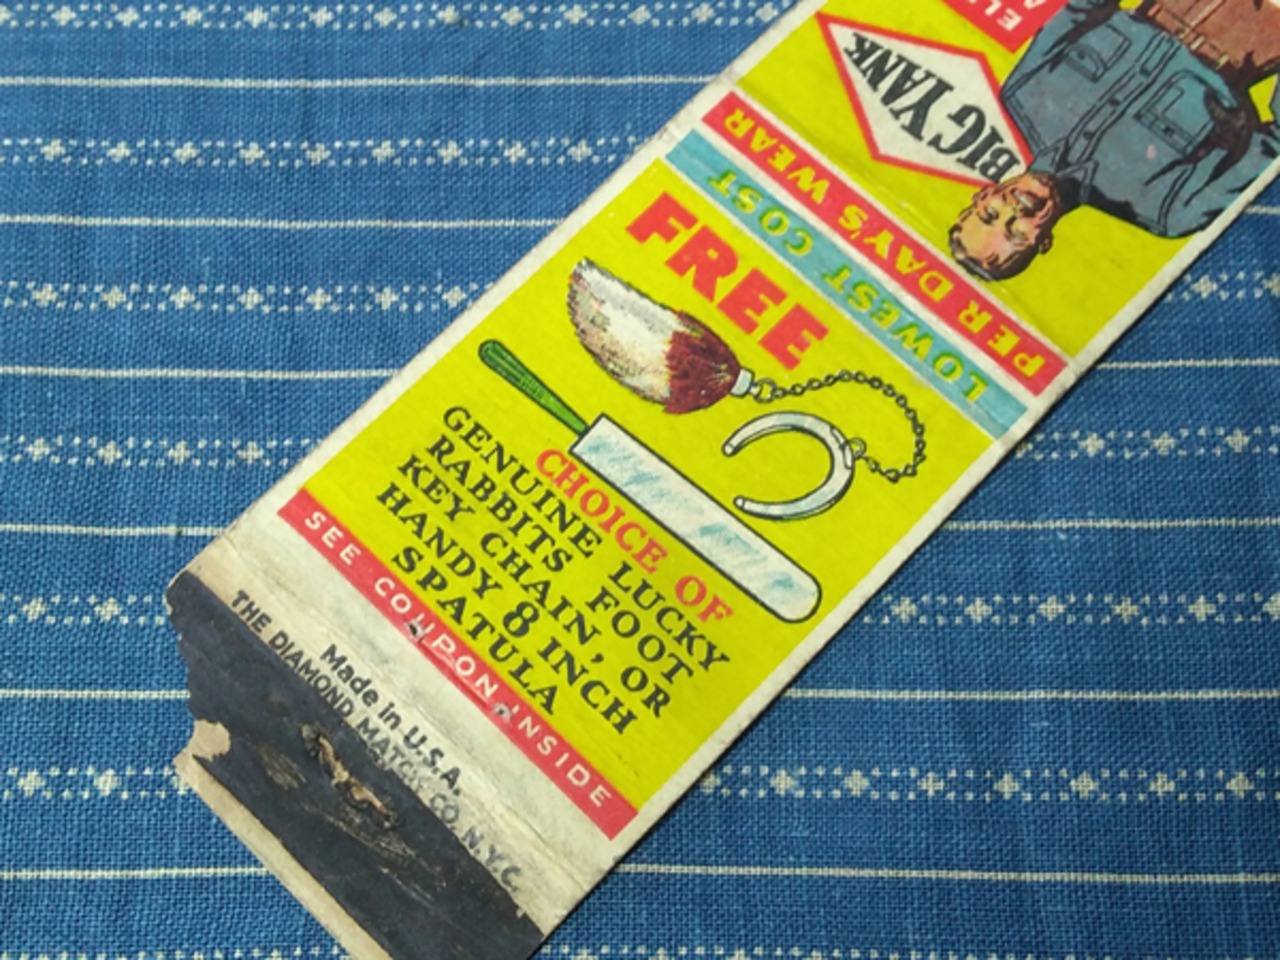 FREE
CHOICE OF
GENUINE LUCKY
RABBITS' FOOT
KEY CHAIN, OR
HANDY 8 INCH
SPATULA
SEE COUPON INSIDE
Made in U.S.A.
THE DIAMOND MATCH CO. N.Y.C.
BIG YANK
PER DAY'S WEAR
LOWEST COST